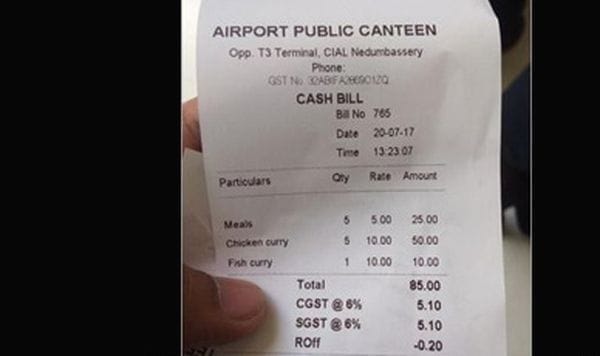 AIRPORT PUBLIC CANTEEN
Opp. T3 Terminal, CIAL Nedumbassery
Phone:
GST No.
CASH BILL
Bill No 765
Date 20-07-17
Time 13:23:07
Particulars Qty Rate Amount
Meals 5 5.00 25.00
Chicken curry 5 10.00 50.00
Fish curry 1 10.00 10.00
Total 85.00
CGST @ 6% 5.10
SGST @ 6% 5.10
ROff -0.20